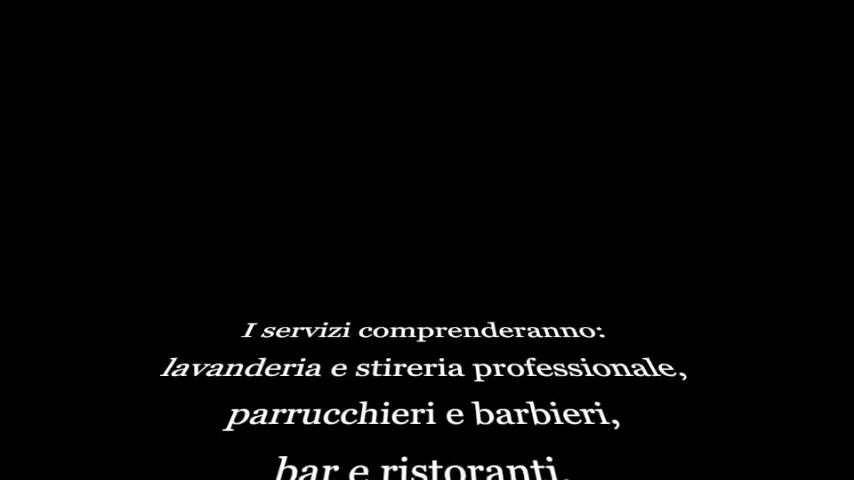 I servizi comprenderanno:
lavanderia e stireria professionale,
parrucchieri e barbieri,
bar e ristoranti,